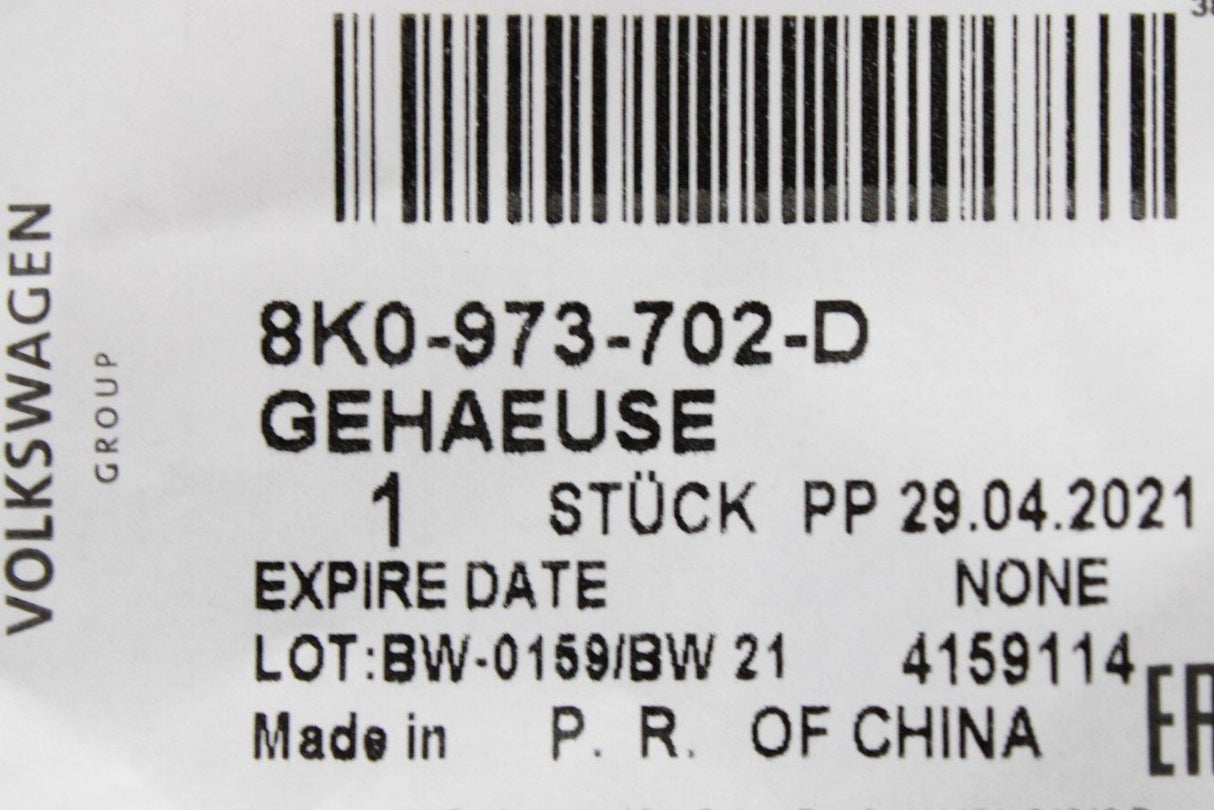 VOLKSWAGEN
GROUP
8K0-973-702-D
GEHAEUSE
1 STÜCK PP 29.04.2021
EXPIRE DATE NONE
LOT:BW-0159/BW 21 4159114
Made in P. R. OF CHINA